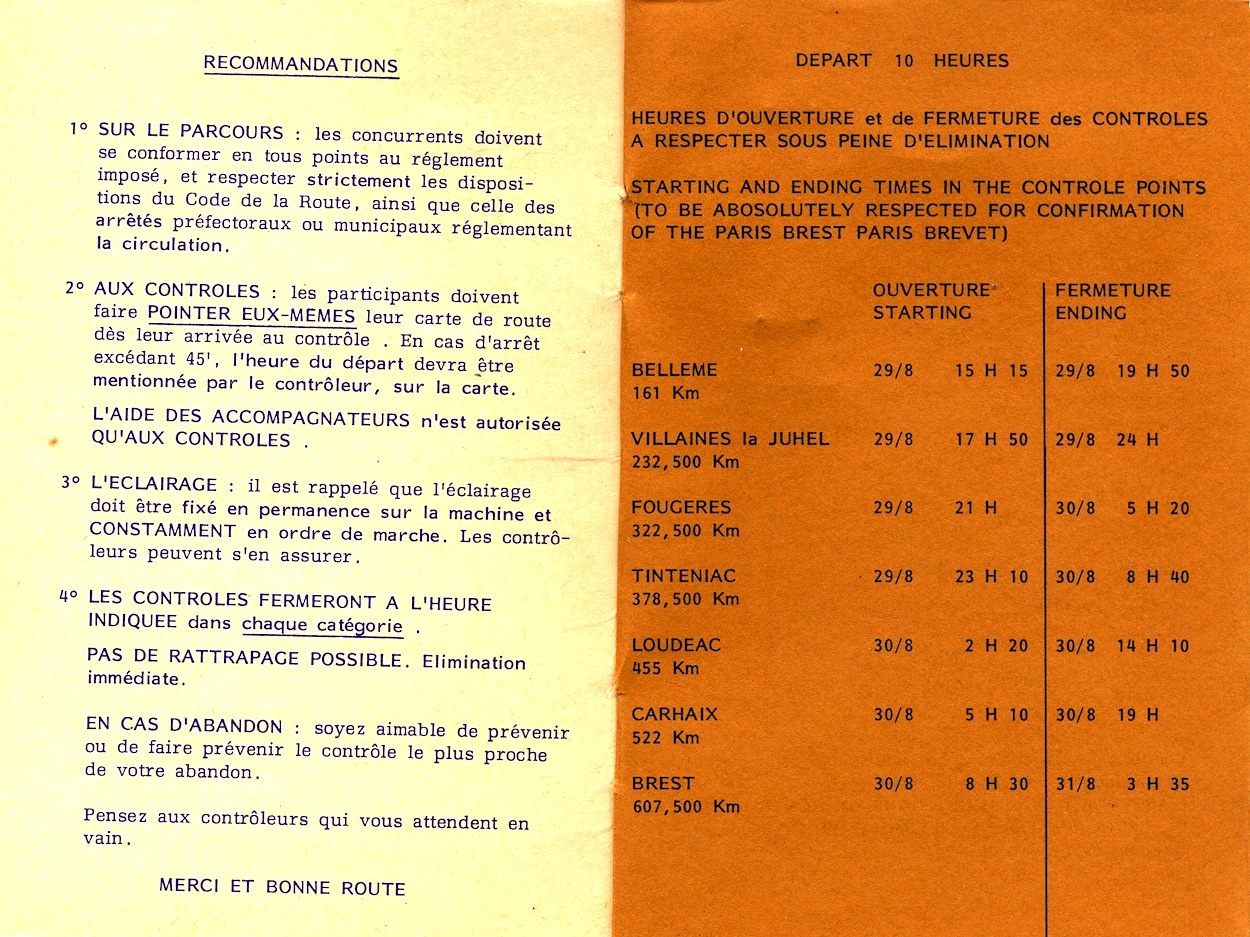 RECOMMANDATIONS
1° SUR LE PARCOURS : les concurrents doivent
se conformer en tous points au réglement
imposé, et respecter strictement les disposi-
tions du Code de la Route, ainsi que celle des
arrêtés préfectoraux ou municipaux réglementant
la circulation.
2° AUX CONTROLES : les participants doivent
faire POINTER EUX-MEMES leur carte de route
dès leur arrivée au contrôle . En cas d'arrêt
excédant 45', l'heure du départ devra être
mentionnée par le contrôleur, sur la carte.
L'AIDE DES ACCOMPAGNATEURS n'est autorisée
QU'AUX CONTROLES .
3° L'ECLAIRAGE : il est rappelé que l'éclairage
doit être fixé en permanence sur la machine et
CONSTAMMENT en ordre de marche. Les contrô-
leurs peuvent s'en assurer.
4° LES CONTROLES FERMERONT A L'HEURE
INDIQUEE dans chaque catégorie .
PAS DE RATTRAPAGE POSSIBLE. Elimination
immédiate.
EN CAS D'ABANDON : soyez aimable de prévenir
ou de faire prévenir le contrôle le plus proche
de votre abandon.
Pensez aux contrôleurs qui vous attendent en
vain.
MERCI ET BONNE ROUTE
DEPART 10 HEURES
HEURES D'OUVERTURE et de FERMETURE des CONTROLES
A RESPECTER SOUS PEINE D'ELIMINATION
STARTING AND ENDING TIMES IN THE CONTROLE POINTS
(TO BE ABOSOLUTELY RESPECTED FOR CONFIRMATION
OF THE PARIS BREST PARIS BREVET)
OUVERTURE FERMETURE
STARTING ENDING
BELLEME 29/8 15 H 15 29/8 19 H 50
161 Km
VILLAINES la JUHEL 29/8 17 H 50 29/8 24 H
232,500 Km
FOUGERES 29/8 21 H 30/8 5 H 20
322,500 Km
TINTENIAC 29/8 23 H 10 30/8 8 H 40
378,500 Km
LOUDEAC 30/8 2 H 20 30/8 14 H 10
455 Km
CARHAIX 30/8 5 H 10 30/8 19 H
522 Km
BREST 30/8 8 H 30 31/8 3 H 35
607,500 Km